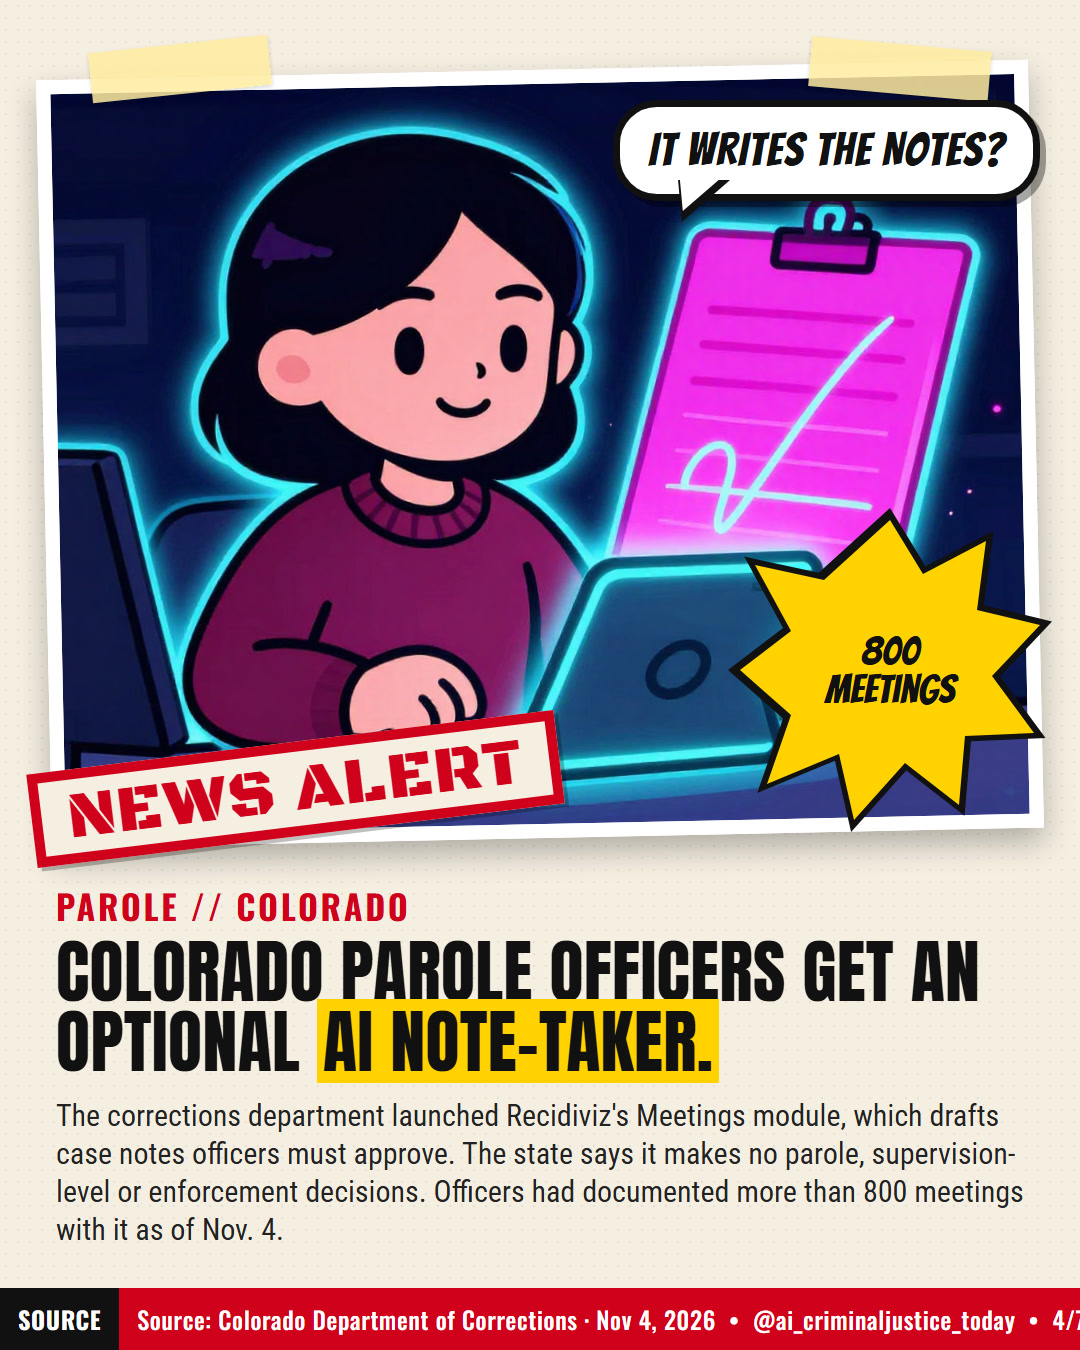 IT WRITES THE NOTES?
800
MEETINGS
NEWS ALERT
PAROLE // COLORADO
COLORADO PAROLE OFFICERS GET AN
OPTIONAL AI NOTE-TAKER.
The corrections department launched Recidiviz's Meetings module, which drafts
case notes officers must approve. The state says it makes no parole, supervision-
level or enforcement decisions. Officers had documented more than 800 meetings
with it as of Nov. 4.
SOURCE Source: Colorado Department of Corrections · Nov 4, 2026 • @ai_criminaljustice_today • 4/7